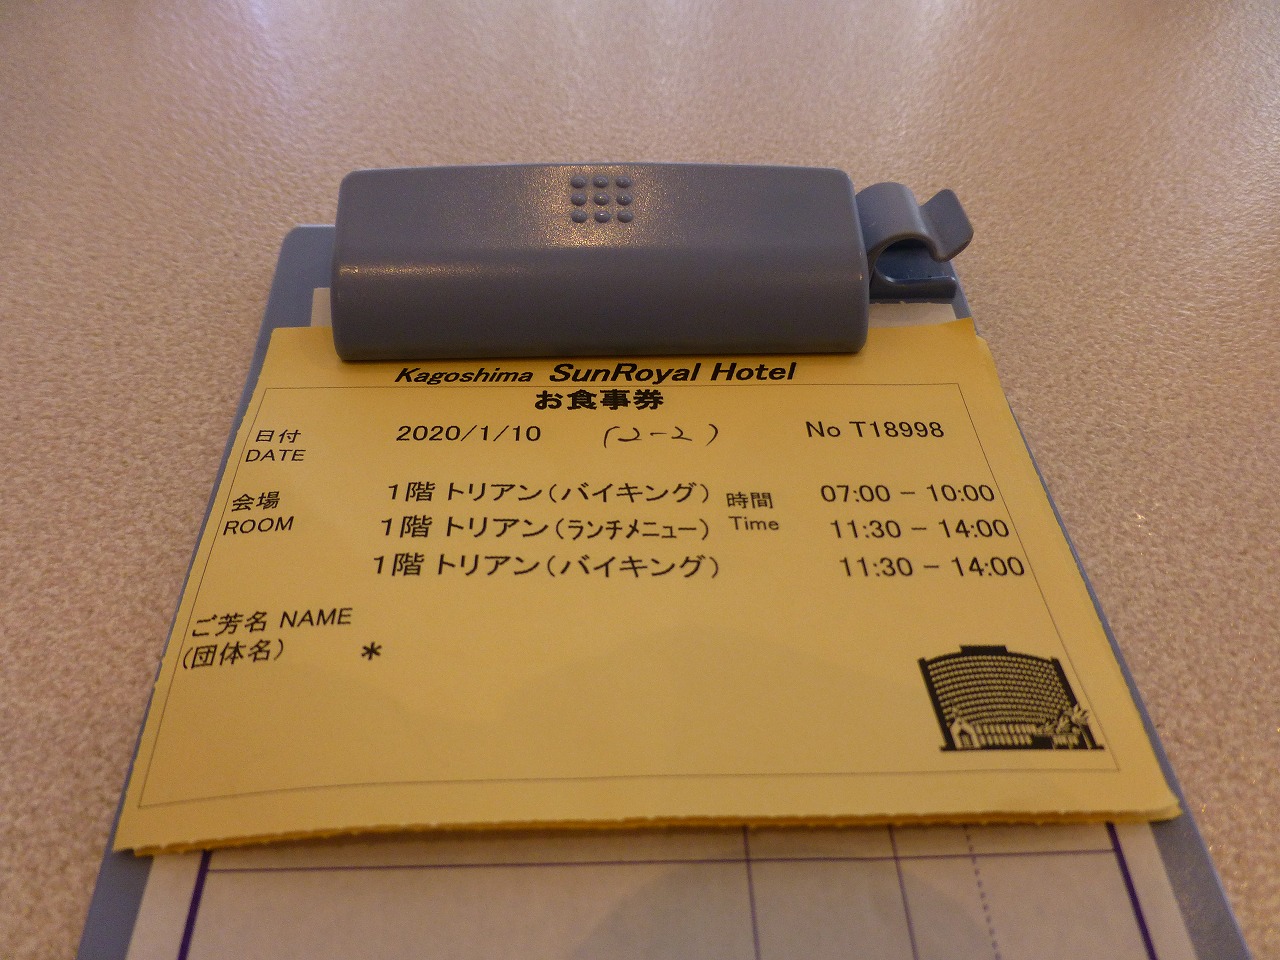 Kagoshima SunRoyal Hotel
お食事券
日付 2020/1/10 (2-2) No T18998
DATE
会場 1階 トリアン(バイキング) 時間 07:00 - 10:00
ROOM 1階 トリアン(ランチメニュー) Time 11:30 - 14:00
1階 トリアン(バイキング) 11:30 - 14:00
ご芳名 NAME
(団体名) *